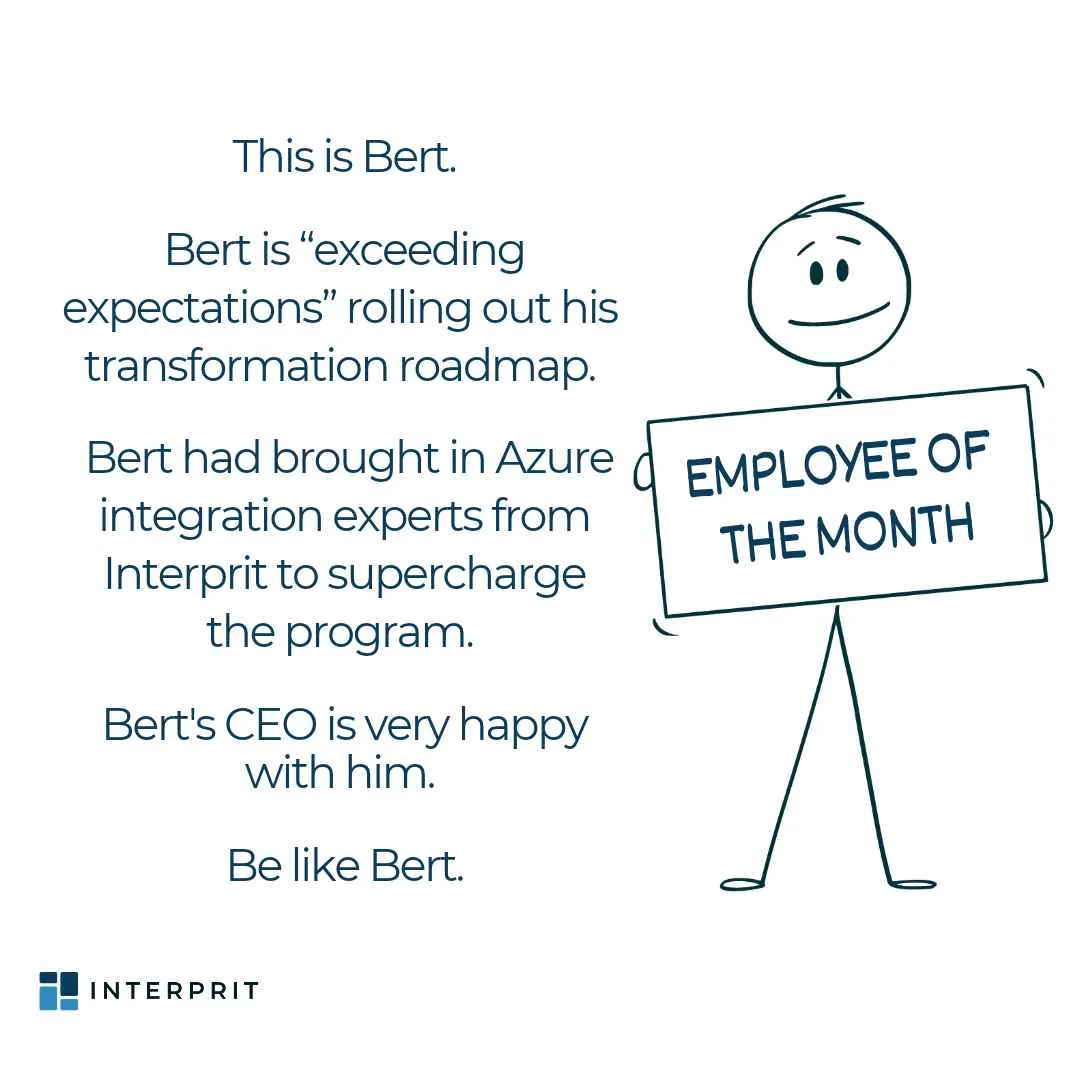 This is Bert.
Bert is “exceeding
expectations” rolling out his
transformation roadmap.
Bert had brought in Azure
integration experts from
Interprit to supercharge
the program.
Bert's CEO is very happy
with him.
Be like Bert.
EMPLOYEE OF
THE MONTH
INTERPRIT